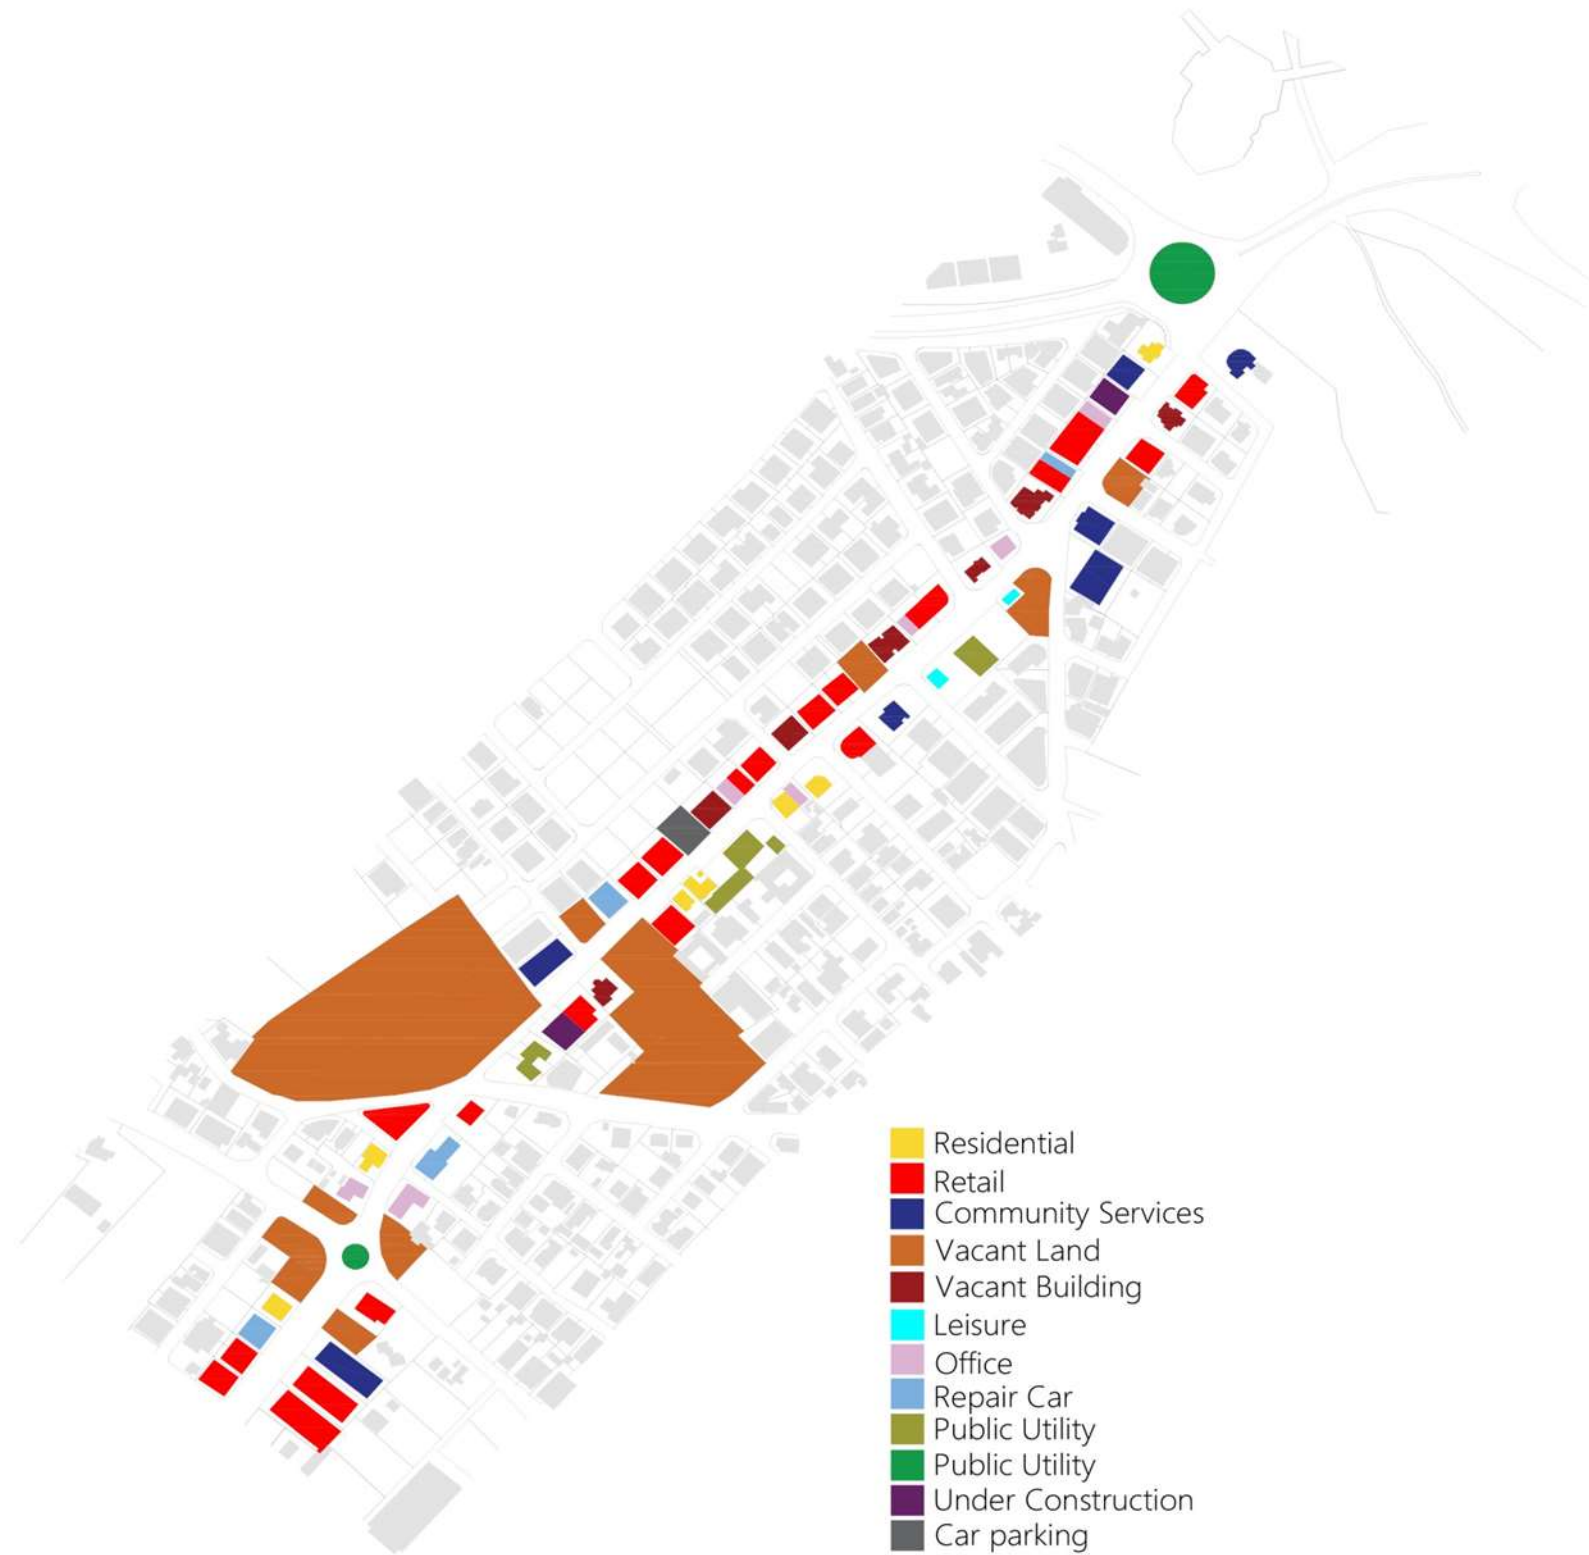 Residential
Retail
Community Services
Vacant Land
Vacant Building
Leisure
Office
Repair Car
Public Utility
Public Utility
Under Construction
Car parking